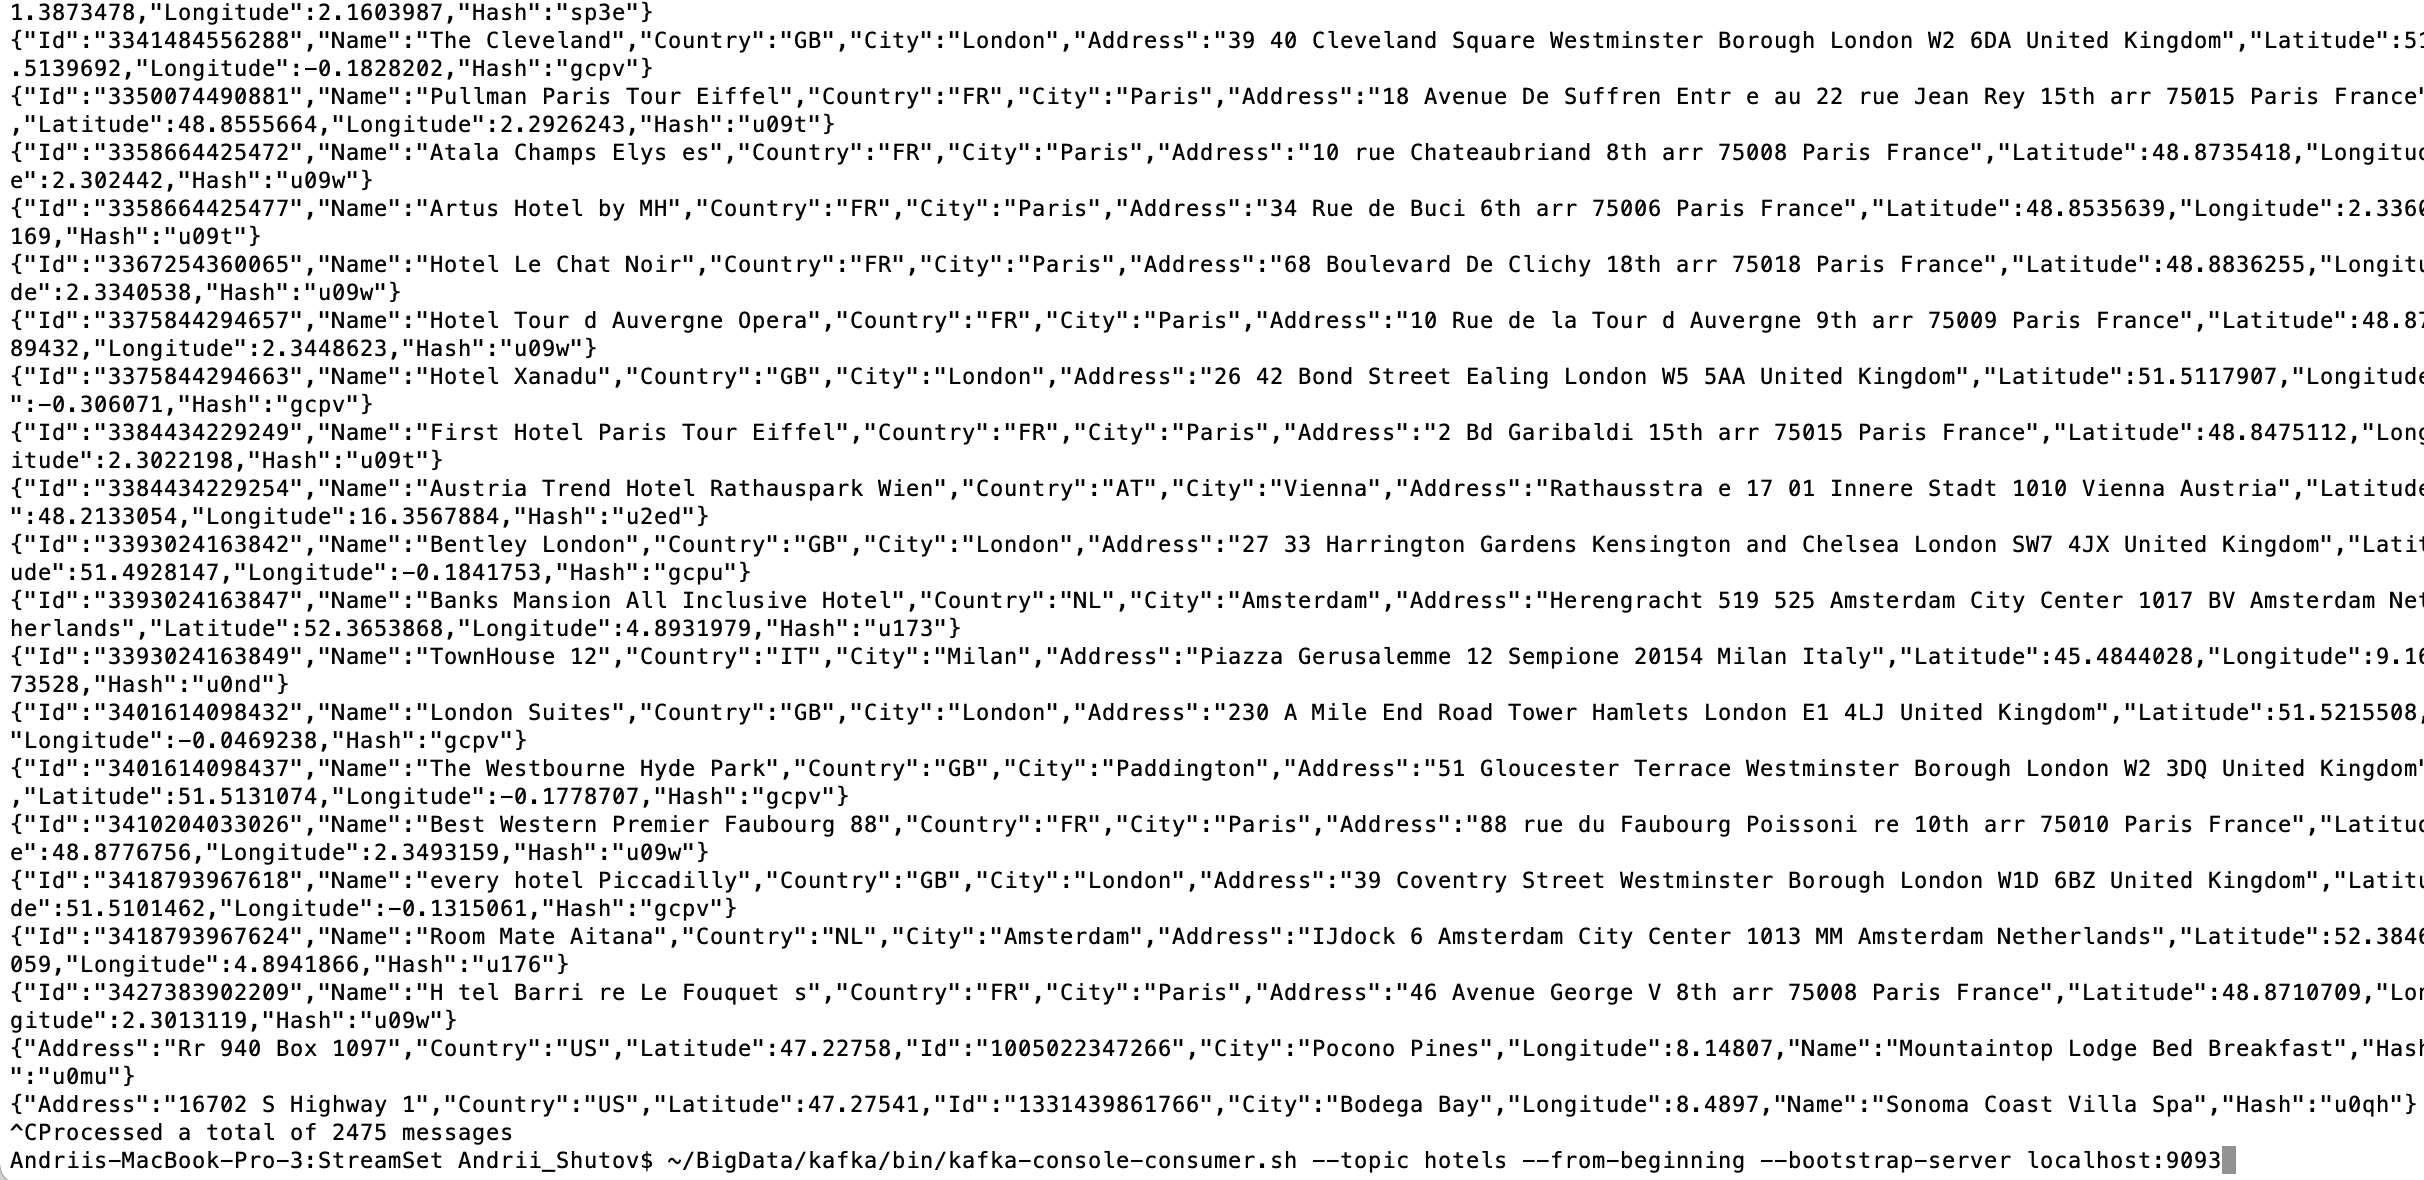 1.3873478,"Longitude":2.1603987,"Hash":"sp3e"}
{"Id":"3341484556288","Name":"The Cleveland","Country":"GB","City":"London","Address":"39 40 Cleveland Square Westminster Borough London W2 6DA United Kingdom","Latitude":51
.5139692,"Longitude":-0.1828202,"Hash":"gcpv"}
{"Id":"3350074490881","Name":"Pullman Paris Tour Eiffel","Country":"FR","City":"Paris","Address":"18 Avenue De Suffren Entr e au 22 rue Jean Rey 15th arr 75015 Paris France"
,"Latitude":48.8555664,"Longitude":2.2926243,"Hash":"u09t"}
{"Id":"3358664425472","Name":"Atala Champs Elys es","Country":"FR","City":"Paris","Address":"10 rue Chateaubriand 8th arr 75008 Paris France","Latitude":48.8735418,"Longitud
e":2.302442,"Hash":"u09w"}
{"Id":"3358664425477","Name":"Artus Hotel by MH","Country":"FR","City":"Paris","Address":"34 Rue de Buci 6th arr 75006 Paris France","Latitude":48.8535639,"Longitude":2.3360
169,"Hash":"u09t"}
{"Id":"3367254360065","Name":"Hotel Le Chat Noir","Country":"FR","City":"Paris","Address":"68 Boulevard De Clichy 18th arr 75018 Paris France","Latitude":48.8836255,"Longitu
de":2.3340538,"Hash":"u09w"}
{"Id":"3375844294657","Name":"Hotel Tour d Auvergne Opera","Country":"FR","City":"Paris","Address":"10 Rue de la Tour d Auvergne 9th arr 75009 Paris France","Latitude":48.87
89432,"Longitude":2.3448623,"Hash":"u09w"}
{"Id":"3375844294663","Name":"Hotel Xanadu","Country":"GB","City":"London","Address":"26 42 Bond Street Ealing London W5 5AA United Kingdom","Latitude":51.5117907,"Longitude
":-0.306071,"Hash":"gcpv"}
{"Id":"3384434229249","Name":"First Hotel Paris Tour Eiffel","Country":"FR","City":"Paris","Address":"2 Bd Garibaldi 15th arr 75015 Paris France","Latitude":48.8475112,"Long
itude":2.3022198,"Hash":"u09t"}
{"Id":"3384434229254","Name":"Austria Trend Hotel Rathauspark Wien","Country":"AT","City":"Vienna","Address":"Rathausstra e 17 01 Innere Stadt 1010 Vienna Austria","Latitude
":48.2133054,"Longitude":16.3567884,"Hash":"u2ed"}
{"Id":"3393024163842","Name":"Bentley London","Country":"GB","City":"London","Address":"27 33 Harrington Gardens Kensington and Chelsea London SW7 4JX United Kingdom","Latit
ude":51.4928147,"Longitude":-0.1841753,"Hash":"gcpu"}
{"Id":"3393024163847","Name":"Banks Mansion All Inclusive Hotel","Country":"NL","City":"Amsterdam","Address":"Herengracht 519 525 Amsterdam City Center 1017 BV Amsterdam Net
herlands","Latitude":52.3653868,"Longitude":4.8931979,"Hash":"u173"}
{"Id":"3393024163849","Name":"TownHouse 12","Country":"IT","City":"Milan","Address":"Piazza Gerusalemme 12 Sempione 20154 Milan Italy","Latitude":45.4844028,"Longitude":9.16
73528,"Hash":"u0nd"}
{"Id":"3401614098432","Name":"London Suites","Country":"GB","City":"London","Address":"230 A Mile End Road Tower Hamlets London E1 4LJ United Kingdom","Latitude":51.5215508,
"Longitude":-0.0469238,"Hash":"gcpv"}
{"Id":"3401614098437","Name":"The Westbourne Hyde Park","Country":"GB","City":"Paddington","Address":"51 Gloucester Terrace Westminster Borough London W2 3DQ United Kingdom"
,"Latitude":51.5131074,"Longitude":-0.1778707,"Hash":"gcpv"}
{"Id":"3410204033026","Name":"Best Western Premier Faubourg 88","Country":"FR","City":"Paris","Address":"88 rue du Faubourg Poissoni re 10th arr 75010 Paris France","Latitud
e":48.8776756,"Longitude":2.3493159,"Hash":"u09w"}
{"Id":"3418793967618","Name":"every hotel Piccadilly","Country":"GB","City":"London","Address":"39 Coventry Street Westminster Borough London W1D 6BZ United Kingdom","Latitu
de":51.5101462,"Longitude":-0.1315061,"Hash":"gcpv"}
{"Id":"3418793967624","Name":"Room Mate Aitana","Country":"NL","City":"Amsterdam","Address":"IJdock 6 Amsterdam City Center 1013 MM Amsterdam Netherlands","Latitude":52.3846
059,"Longitude":4.8941866,"Hash":"u176"}
{"Id":"3427383902209","Name":"H tel Barri re Le Fouquet s","Country":"FR","City":"Paris","Address":"46 Avenue George V 8th arr 75008 Paris France","Latitude":48.8710709,"Lon
gitude":2.3013119,"Hash":"u09w"}
{"Address":"Rr 940 Box 1097","Country":"US","Latitude":47.22758,"Id":"1005022347266","City":"Pocono Pines","Longitude":8.14807,"Name":"Mountaintop Lodge Bed Breakfast","Hash
":"u0mu"}
{"Address":"16702 S Highway 1","Country":"US","Latitude":47.27541,"Id":"1331439861766","City":"Bodega Bay","Longitude":8.4897,"Name":"Sonoma Coast Villa Spa","Hash":"u0qh"}
^CProcessed a total of 2475 messages
Andriis-MacBook-Pro-3:StreamSet Andrii_Shutov$ ~/BigData/kafka/bin/kafka-console-consumer.sh --topic hotels --from-beginning --bootstrap-server localhost:9093